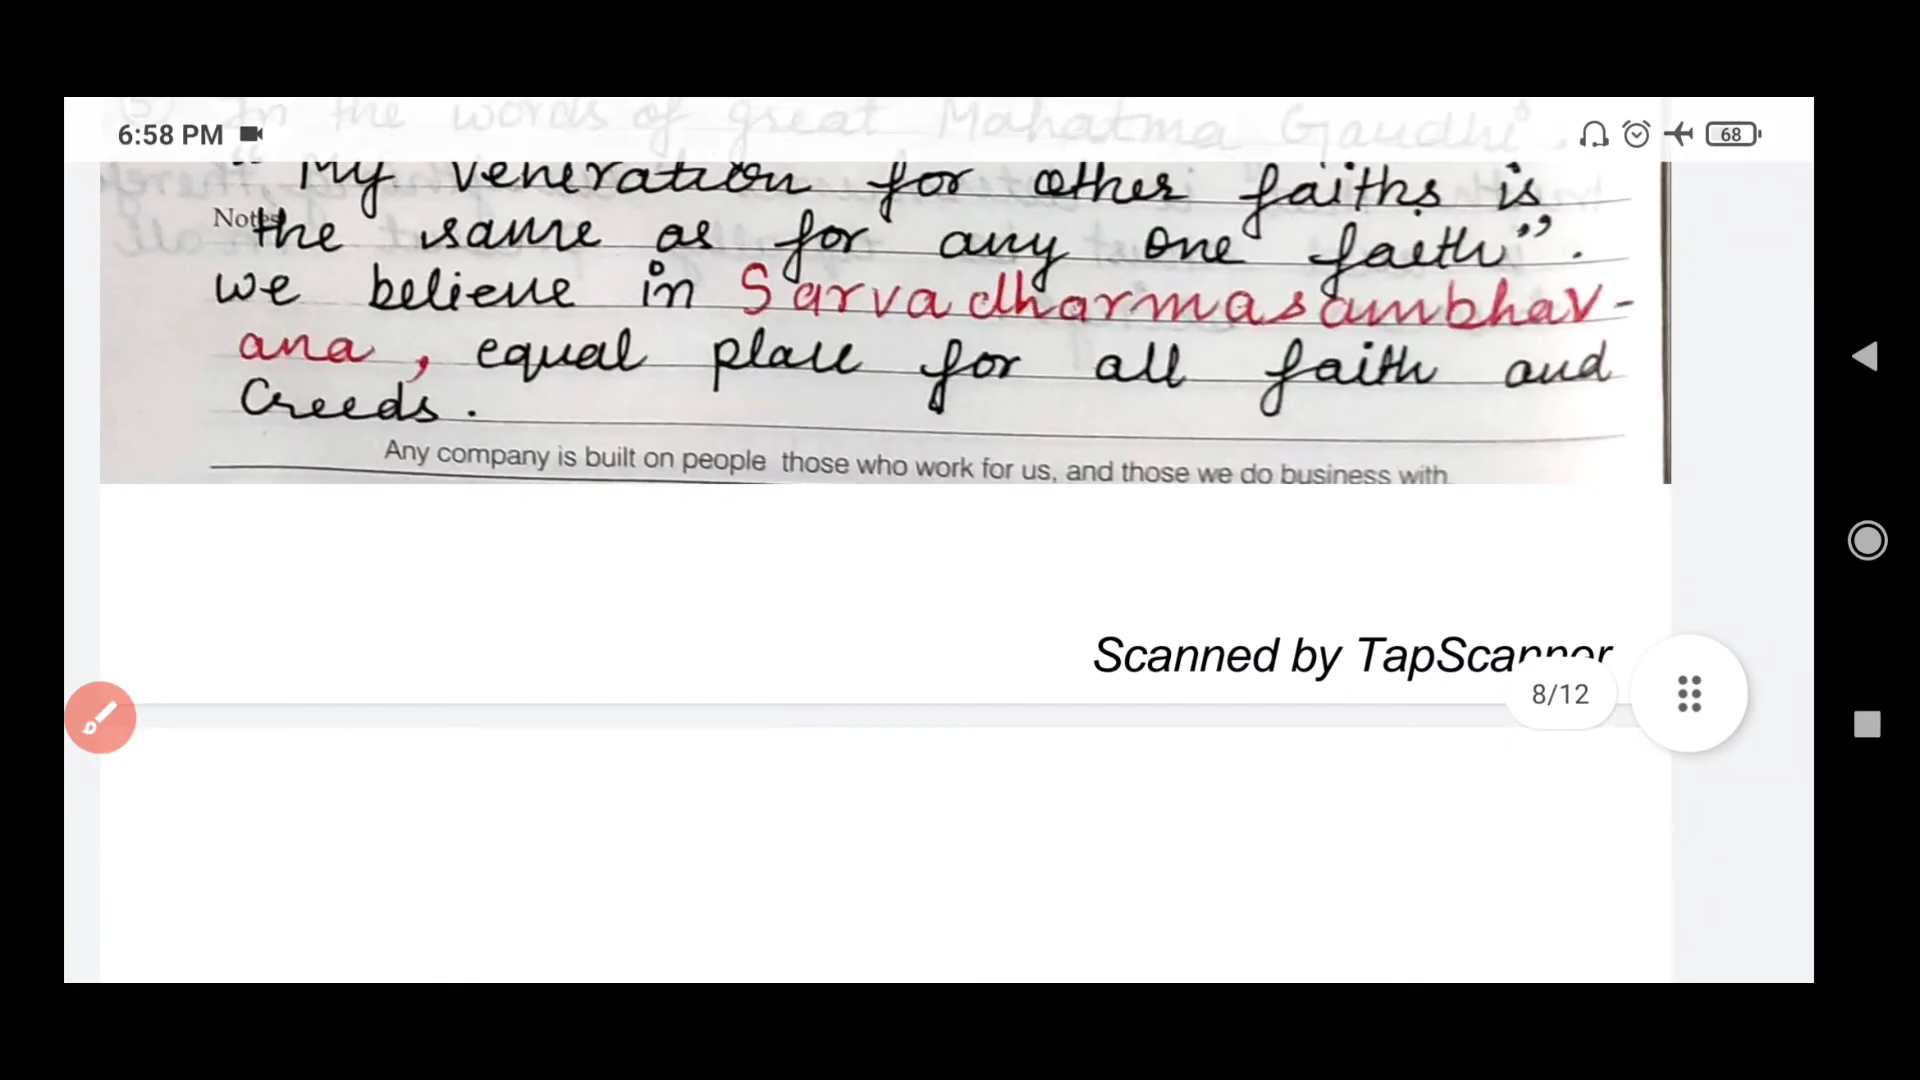 5) In the words of great Mahatma Gandhi.
6:58 PM
68
" My veneration for other faiths is
Notes
the same as for any one faith".
we believe in Sarvadharmasambhav-
ana, equal place for all faith and
Creeds.
Any company is built on people those who work for us, and those we do business with.
Scanned by TapScanner
8/12